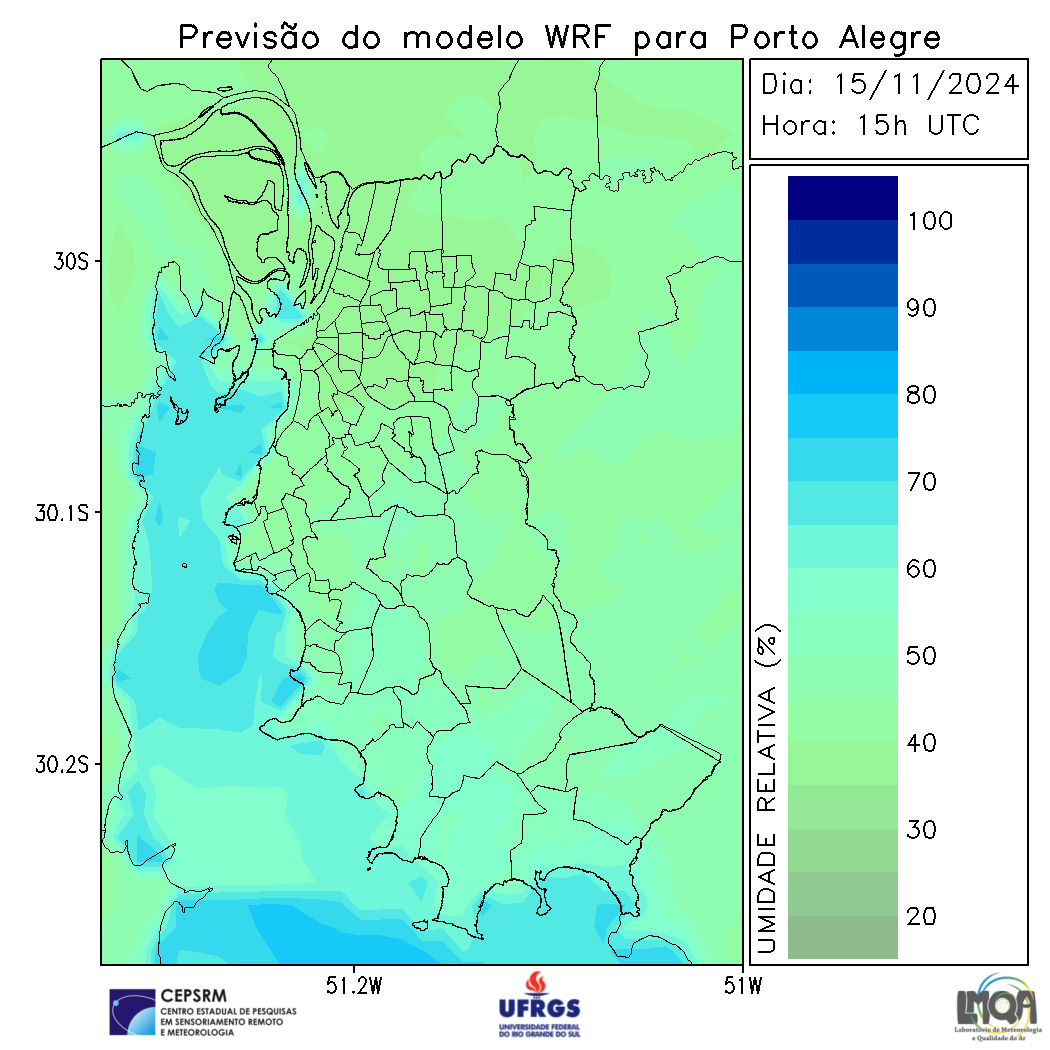 Previsão do modelo WRF para Porto Alegre
Dia: 15/11/2024
Hora: 15h UTC
100
90
80
70
60
50
40
30
20
UMIDADE RELATIVA (%)
30S
30.1S
30.2S
51.2W
51W
CEPSRM
CENTRO ESTADUAL DE PESQUISAS
EM SENSORIAMENTO REMOTO
E METEOROLOGIA
UFRGS
UNIVERSIDADE FEDERAL
DO RIO GRANDE DO SUL
LMQA
Laboratório de Meteorologia
e Qualidade do Ar